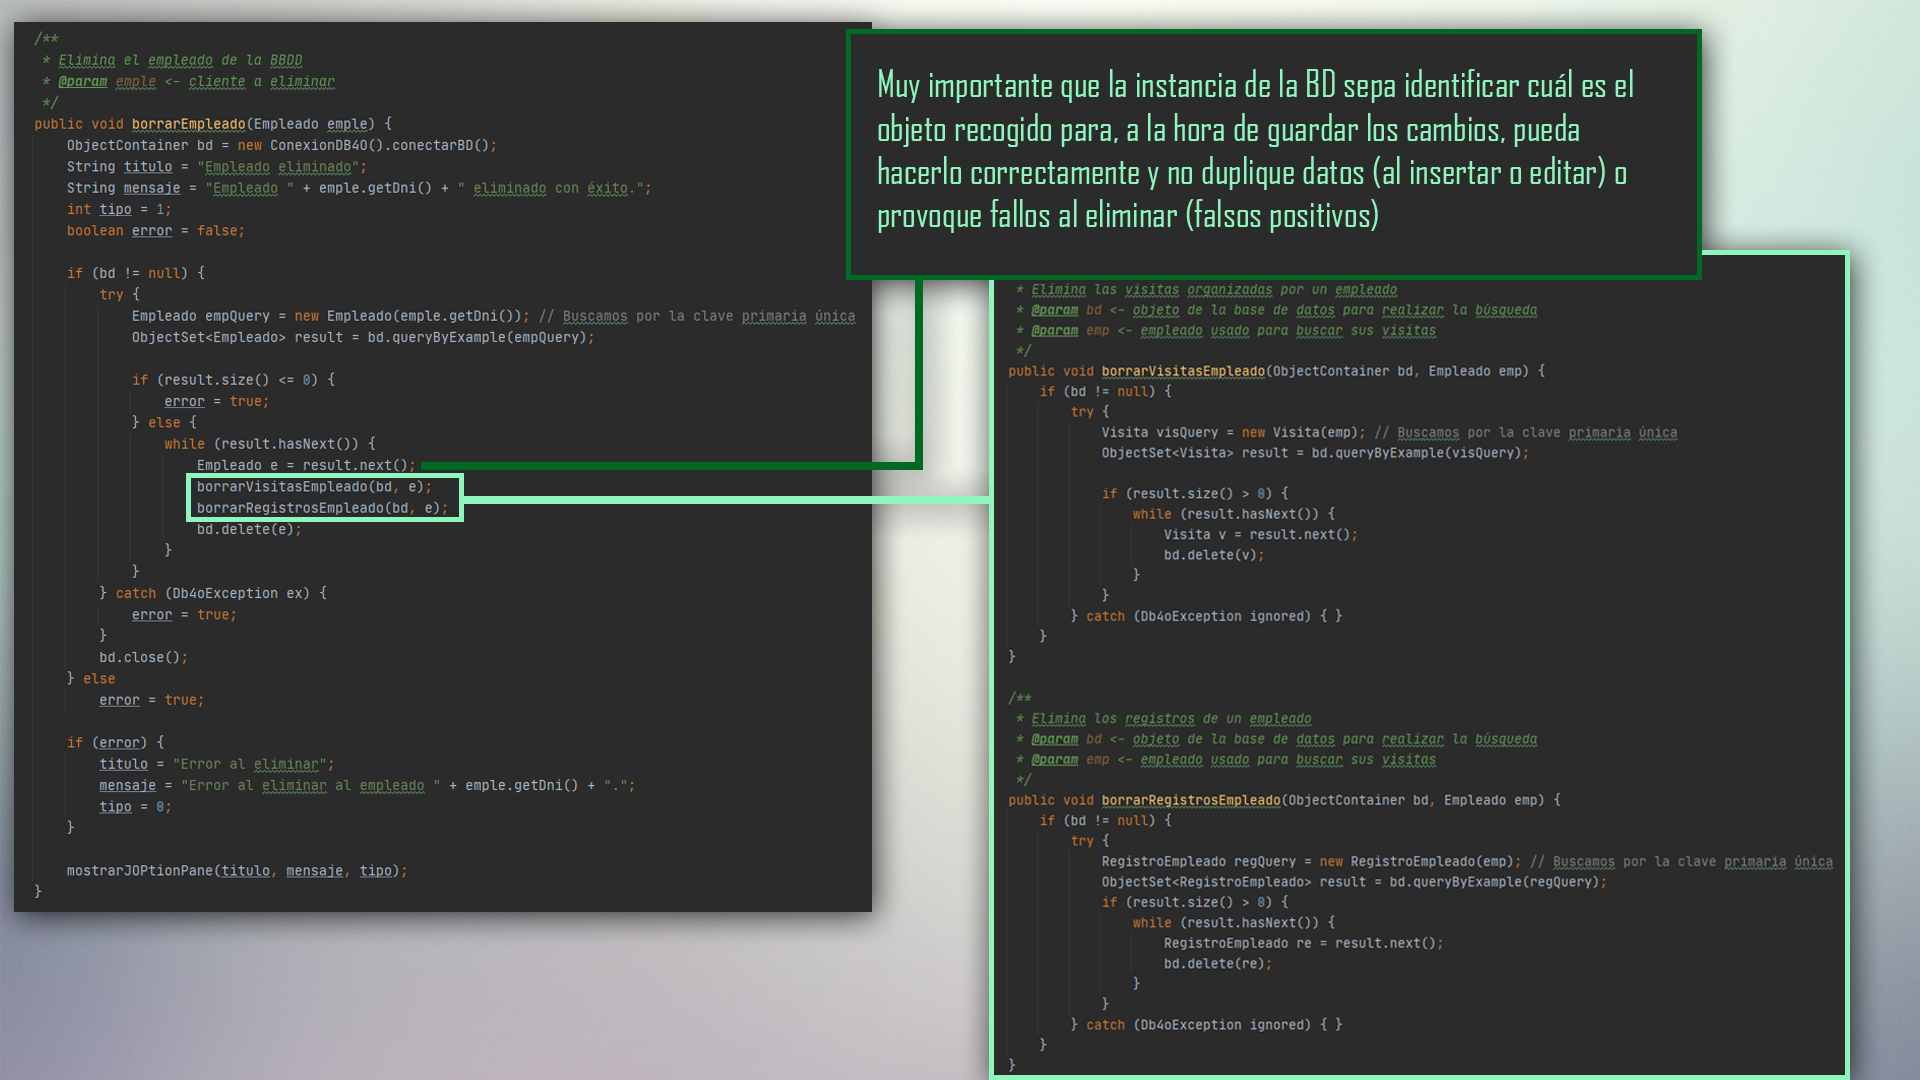 /**
 * Elimina el empleado de la BBDD
 * @param emple <- cliente a eliminar
 */
public void borrarEmpleado(Empleado emple) {
    ObjectContainer bd = new ConexionDB4O().conectarBD();
    String titulo = "Empleado eliminado";
    String mensaje = "Empleado " + emple.getDni() + " eliminado con éxito.";
    int tipo = 1;
    boolean error = false;

    if (bd != null) {
        try {
            Empleado empQuery = new Empleado(emple.getDni()); // Buscamos por la clave primaria única
            ObjectSet<Empleado> result = bd.queryByExample(empQuery);

            if (result.size() <= 0) {
                error = true;
            } else {
                while (result.hasNext()) {
                    Empleado e = result.next();
                    borrarVisitasEmpleado(bd, e);
                    borrarRegistrosEmpleado(bd, e);
                    bd.delete(e);
                }
            }
        } catch (Db4oException ex) {
            error = true;
        }
        bd.close();
    } else
        error = true;

    if (error) {
        titulo = "Error al eliminar";
        mensaje = "Error al eliminar al empleado " + emple.getDni() + ".";
        tipo = 0;
    }

    mostrarJOPtionPane(titulo, mensaje, tipo);
}
Muy importante que la instancia de la BD sepa identificar cuál es el
objeto recogido para, a la hora de guardar los cambios, pueda
hacerlo correctamente y no duplique datos (al insertar o editar) o
provoque fallos al eliminar (falsos positivos)
 * Elimina las visitas organizadas por un empleado
 * @param bd <- objeto de la base de datos para realizar la búsqueda
 * @param emp <- empleado usado para buscar sus visitas
 */
public void borrarVisitasEmpleado(ObjectContainer bd, Empleado emp) {
    if (bd != null) {
        try {
            Visita visQuery = new Visita(emp); // Buscamos por la clave primaria única
            ObjectSet<Visita> result = bd.queryByExample(visQuery);

            if (result.size() > 0) {
                while (result.hasNext()) {
                    Visita v = result.next();
                    bd.delete(v);
                }
            }
        } catch (Db4oException ignored) { }
    }
}

/**
 * Elimina los registros de un empleado
 * @param bd <- objeto de la base de datos para realizar la búsqueda
 * @param emp <- empleado usado para buscar sus visitas
 */
public void borrarRegistrosEmpleado(ObjectContainer bd, Empleado emp) {
    if (bd != null) {
        try {
            RegistroEmpleado regQuery = new RegistroEmpleado(emp); // Buscamos por la clave primaria única
            ObjectSet<RegistroEmpleado> result = bd.queryByExample(regQuery);
            if (result.size() > 0) {
                while (result.hasNext()) {
                    RegistroEmpleado re = result.next();
                    bd.delete(re);
                }
            }
        } catch (Db4oException ignored) { }
    }
}